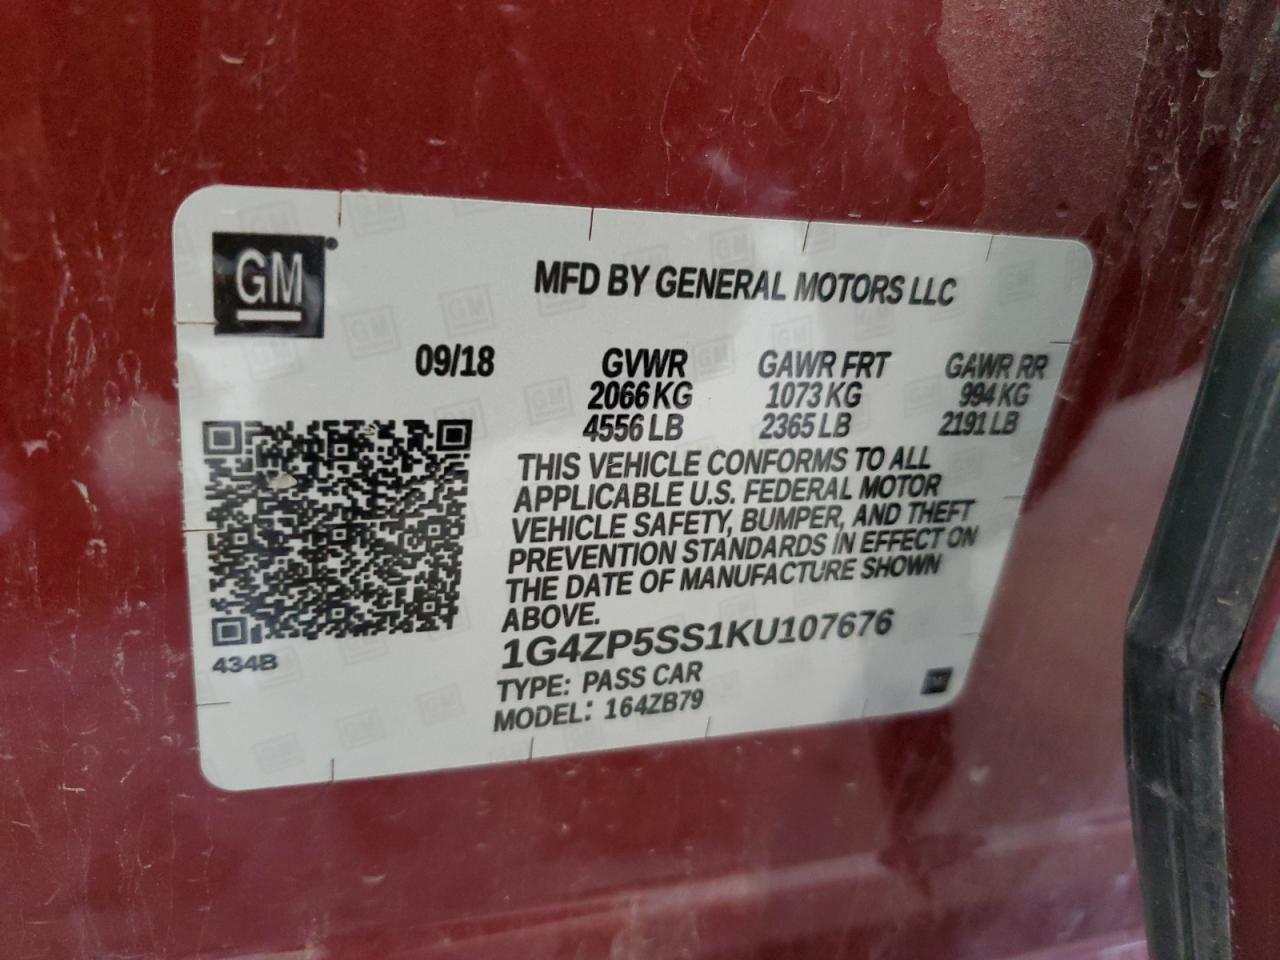 GM
MFD BY GENERAL MOTORS LLC
09/18 GVWR GAWR FRT GAWR RR
2066 KG 1073 KG 994 KG
4556 LB 2365 LB 2191 LB
THIS VEHICLE CONFORMS TO ALL
APPLICABLE U.S. FEDERAL MOTOR
VEHICLE SAFETY, BUMPER, AND THEFT
PREVENTION STANDARDS IN EFFECT ON
THE DATE OF MANUFACTURE SHOWN
ABOVE.
1G4ZP5SS1KU107676
434B
TYPE: PASS CAR
MODEL: 164ZB79